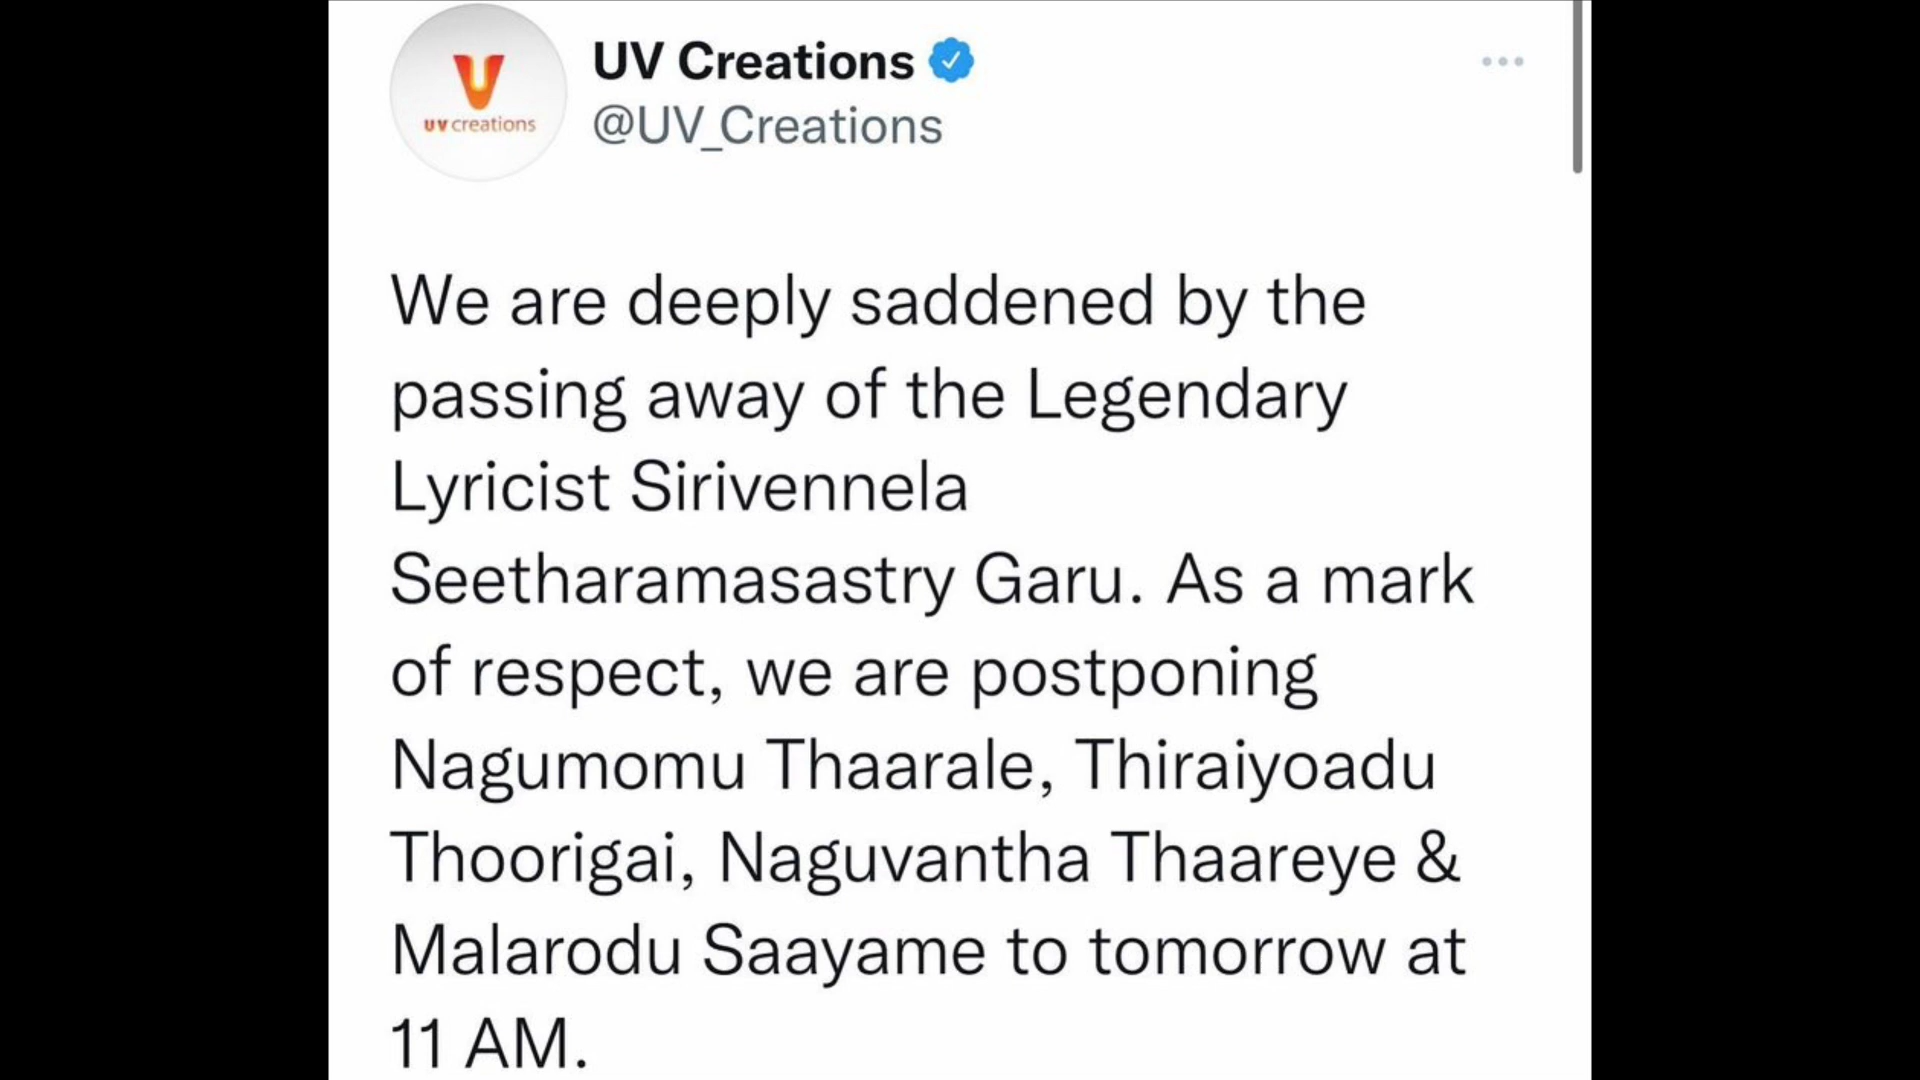 UV Creations
@UV_Creations
UV creations
We are deeply saddened by the
passing away of the Legendary
Lyricist Sirivennela
Seetharamasastry Garu. As a mark
of respect, we are postponing
Nagumomu Thaarale, Thiraiyoadu
Thoorigai, Naguvantha Thaareye &
Malarodu Saayame to tomorrow at
11 AM.